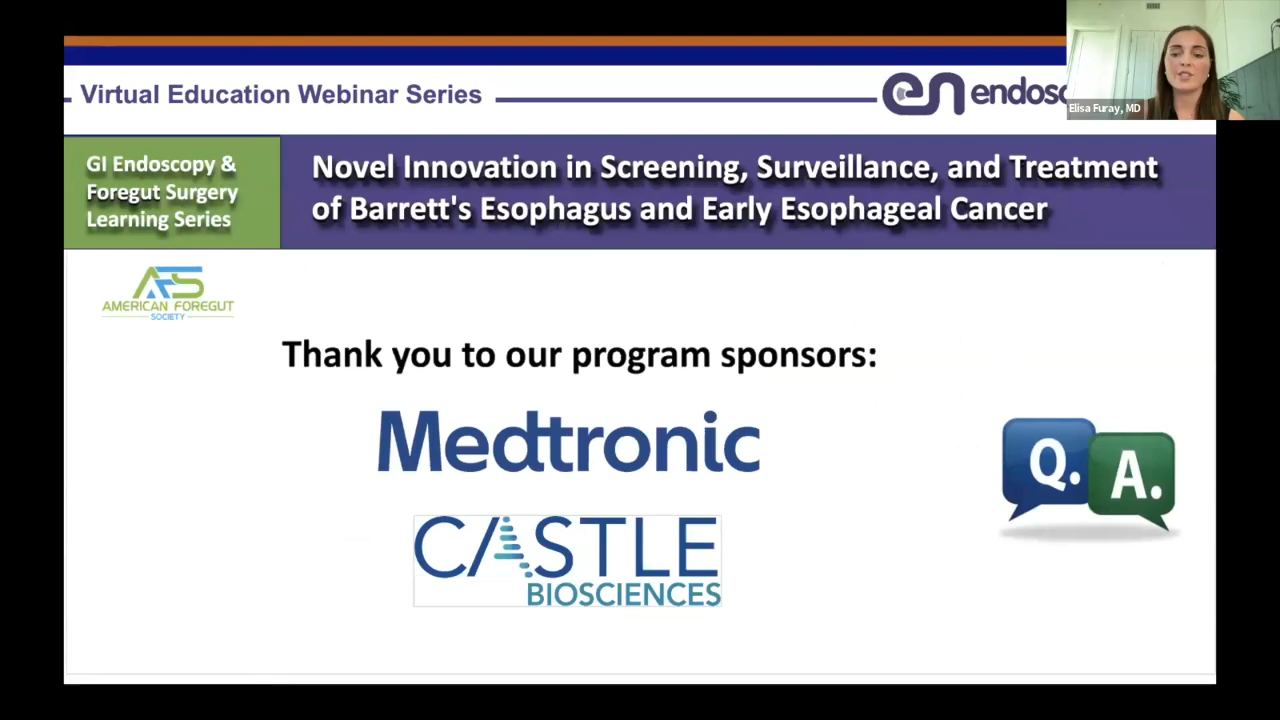 Virtual Education Webinar Series
en endosc
Elisa Furay, MD
GI Endoscopy &
Foregut Surgery
Learning Series
Novel Innovation in Screening, Surveillance, and Treatment
of Barrett's Esophagus and Early Esophageal Cancer
AFS
AMERICAN FOREGUT
SOCIETY
Thank you to our program sponsors:
Medtronic
Q. A.
CASTLE
BIOSCIENCES